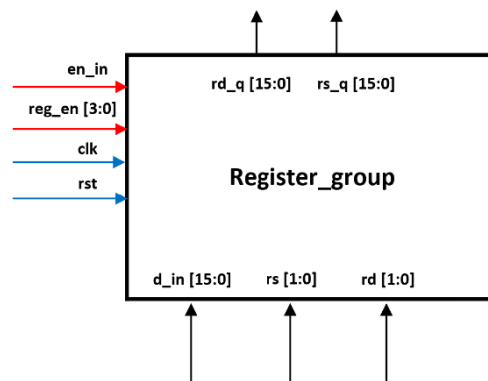 en_in
rd_q [15:0] rs_q [15:0]
reg_en [3:0]
clk
Register_group
rst
d_in [15:0] rs [1:0] rd [1:0]